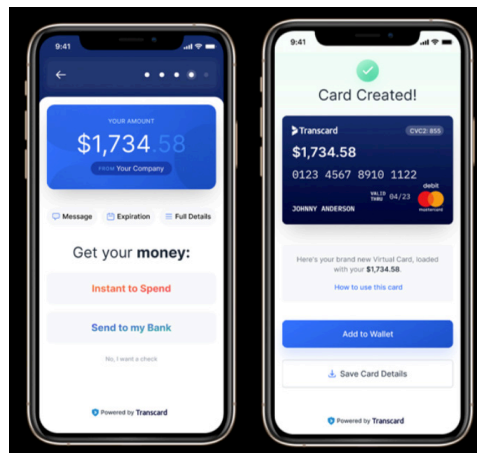 9:41
YOUR AMOUNT
$1,734.58
FROM Your Company
Message Expiration Full Details
Get your money:
Instant to Spend
Send to my Bank
No, I want a check
Powered by Transcard
9:41
Card Created!
Transcard CVC2: 855
$1,734.58
0123 4567 8910 1122
debit
VALID THRU 04/23
JOHNNY ANDERSON
mastercard
Here's your brand new Virtual Card, loaded
with your $1,734.58.
How to use this card
Add to Wallet
Save Card Details
Powered by Transcard